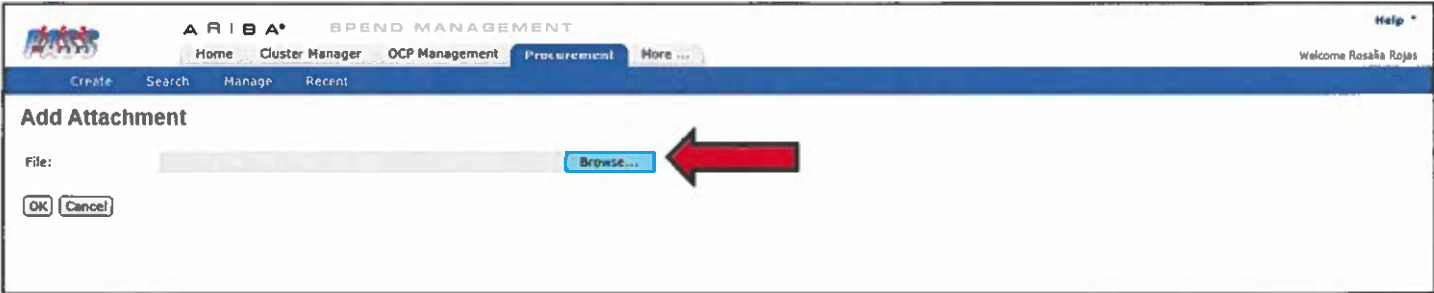 ARIBA® SPEND MANAGEMENT
Help
Home Cluster Manager OCP Management Procurement More ...
Welcome Rosalia Rojas
Create Search Manage Recent
Add Attachment
File:
Browse...
OK Cancel